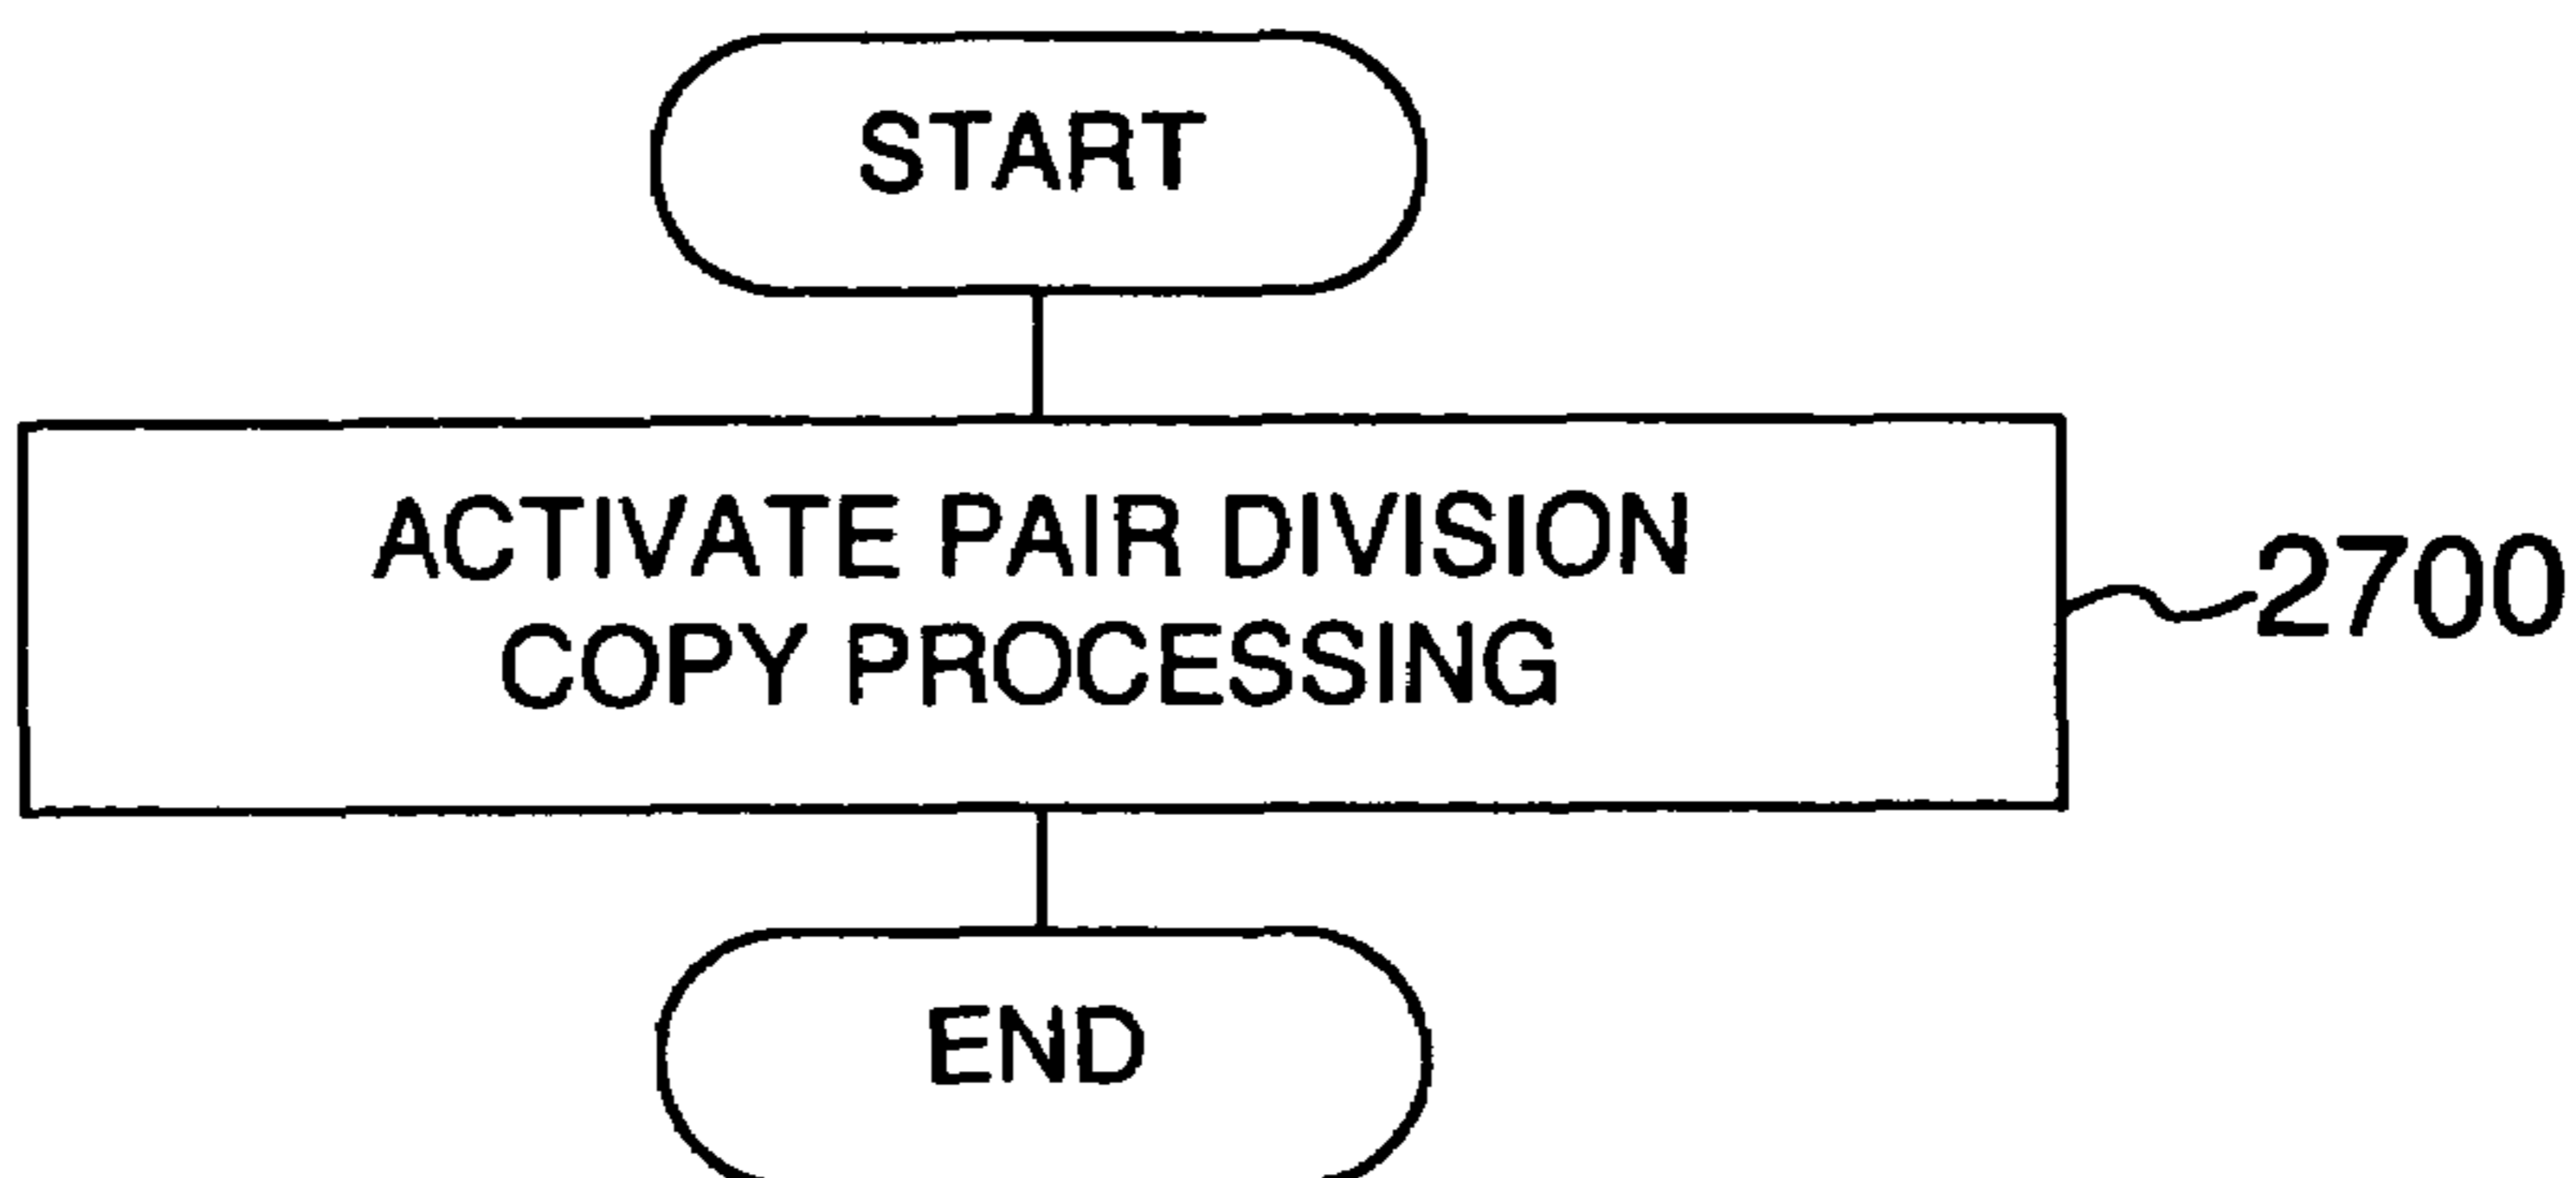 START
ACTIVATE PAIR DIVISION
COPY PROCESSING
2700
END